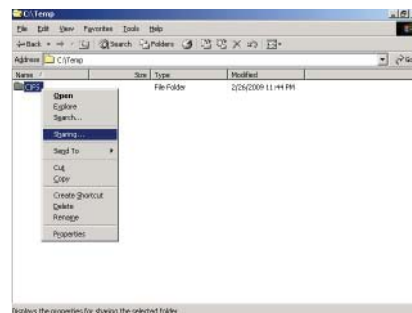 C:\Temp
File Edit View Favorites Tools Help
Back Search Folders
Address C:\Temp Go
Name Size Type Modified
CIFS File Folder 2/26/2009 11:44 PM
Open
Explore
Search...
Sharing...
Send To
Cut
Copy
Create Shortcut
Delete
Rename
Properties
Displays the properties for sharing the selected folder.